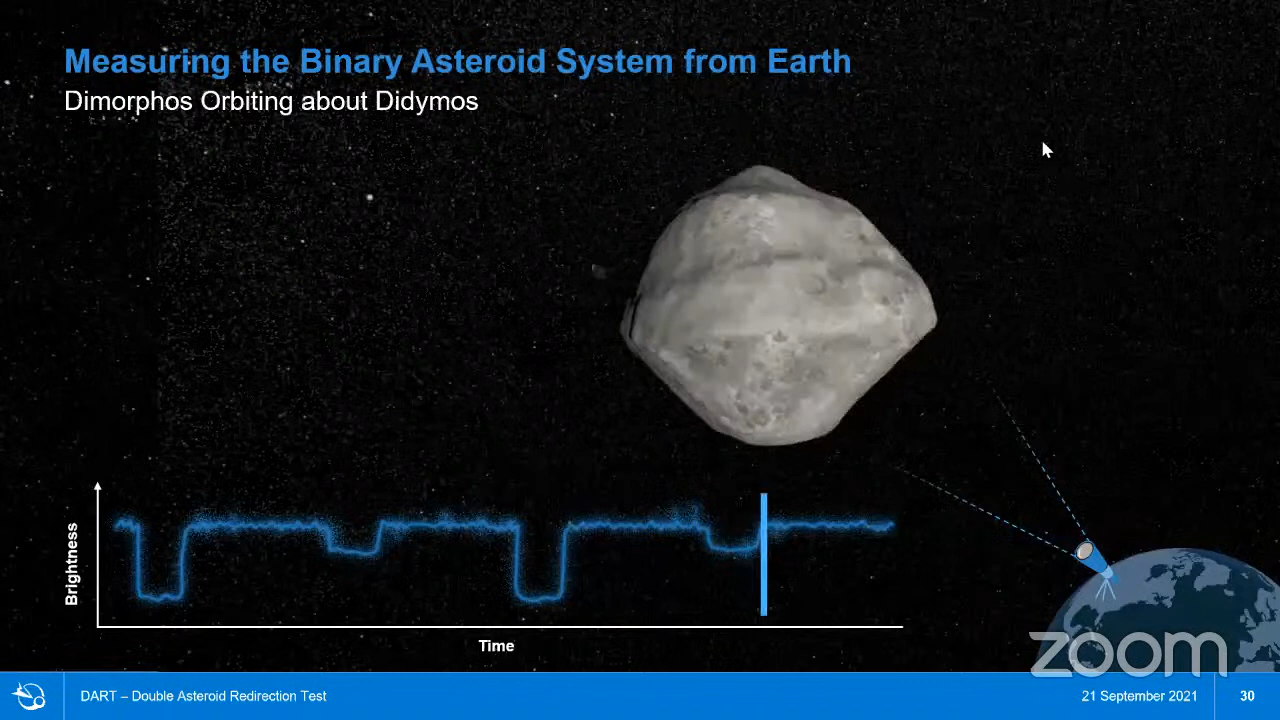 Measuring the Binary Asteroid System from Earth
Dimorphos Orbiting about Didymos
Brightness
Time
zoom
DART – Double Asteroid Redirection Test
21 September 2021
30